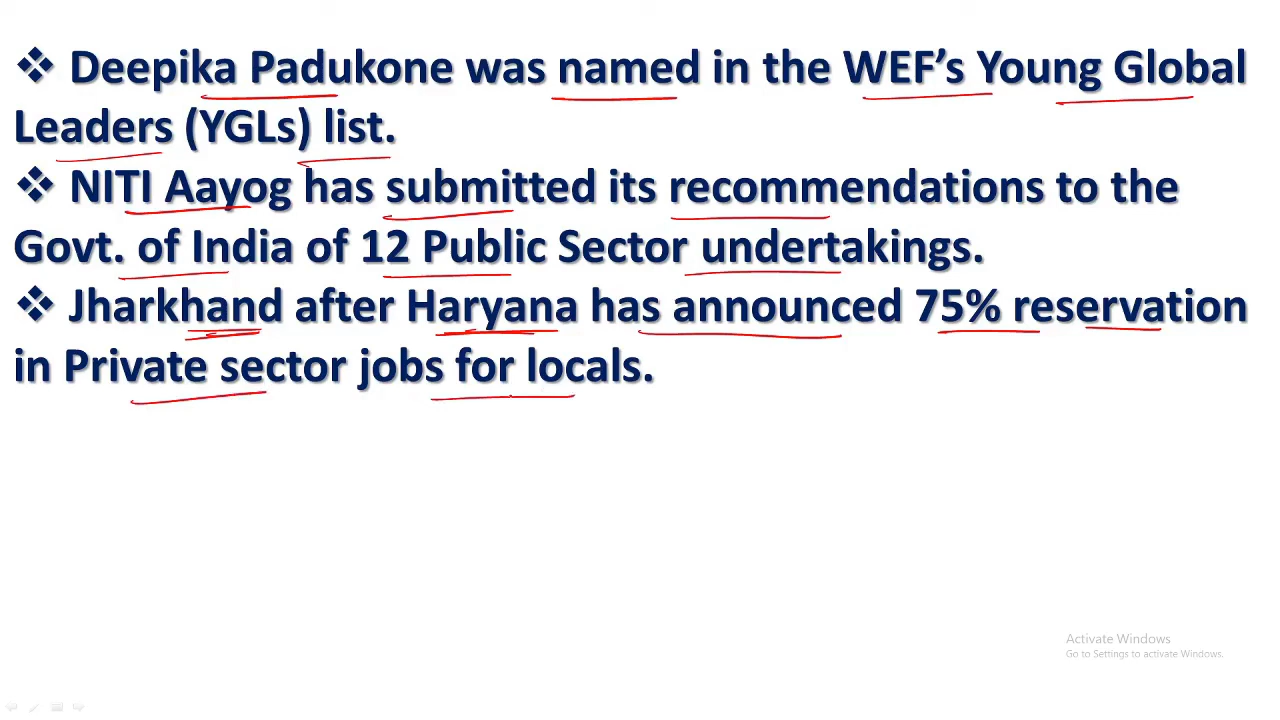 ❖ Deepika Padukone was named in the WEF’s Young Global
Leaders (YGLs) list.
❖ NITI Aayog has submitted its recommendations to the
Govt. of India of 12 Public Sector undertakings.
❖ Jharkhand after Haryana has announced 75% reservation
in Private sector jobs for locals.
Activate Windows
Go to Settings to activate Windows.